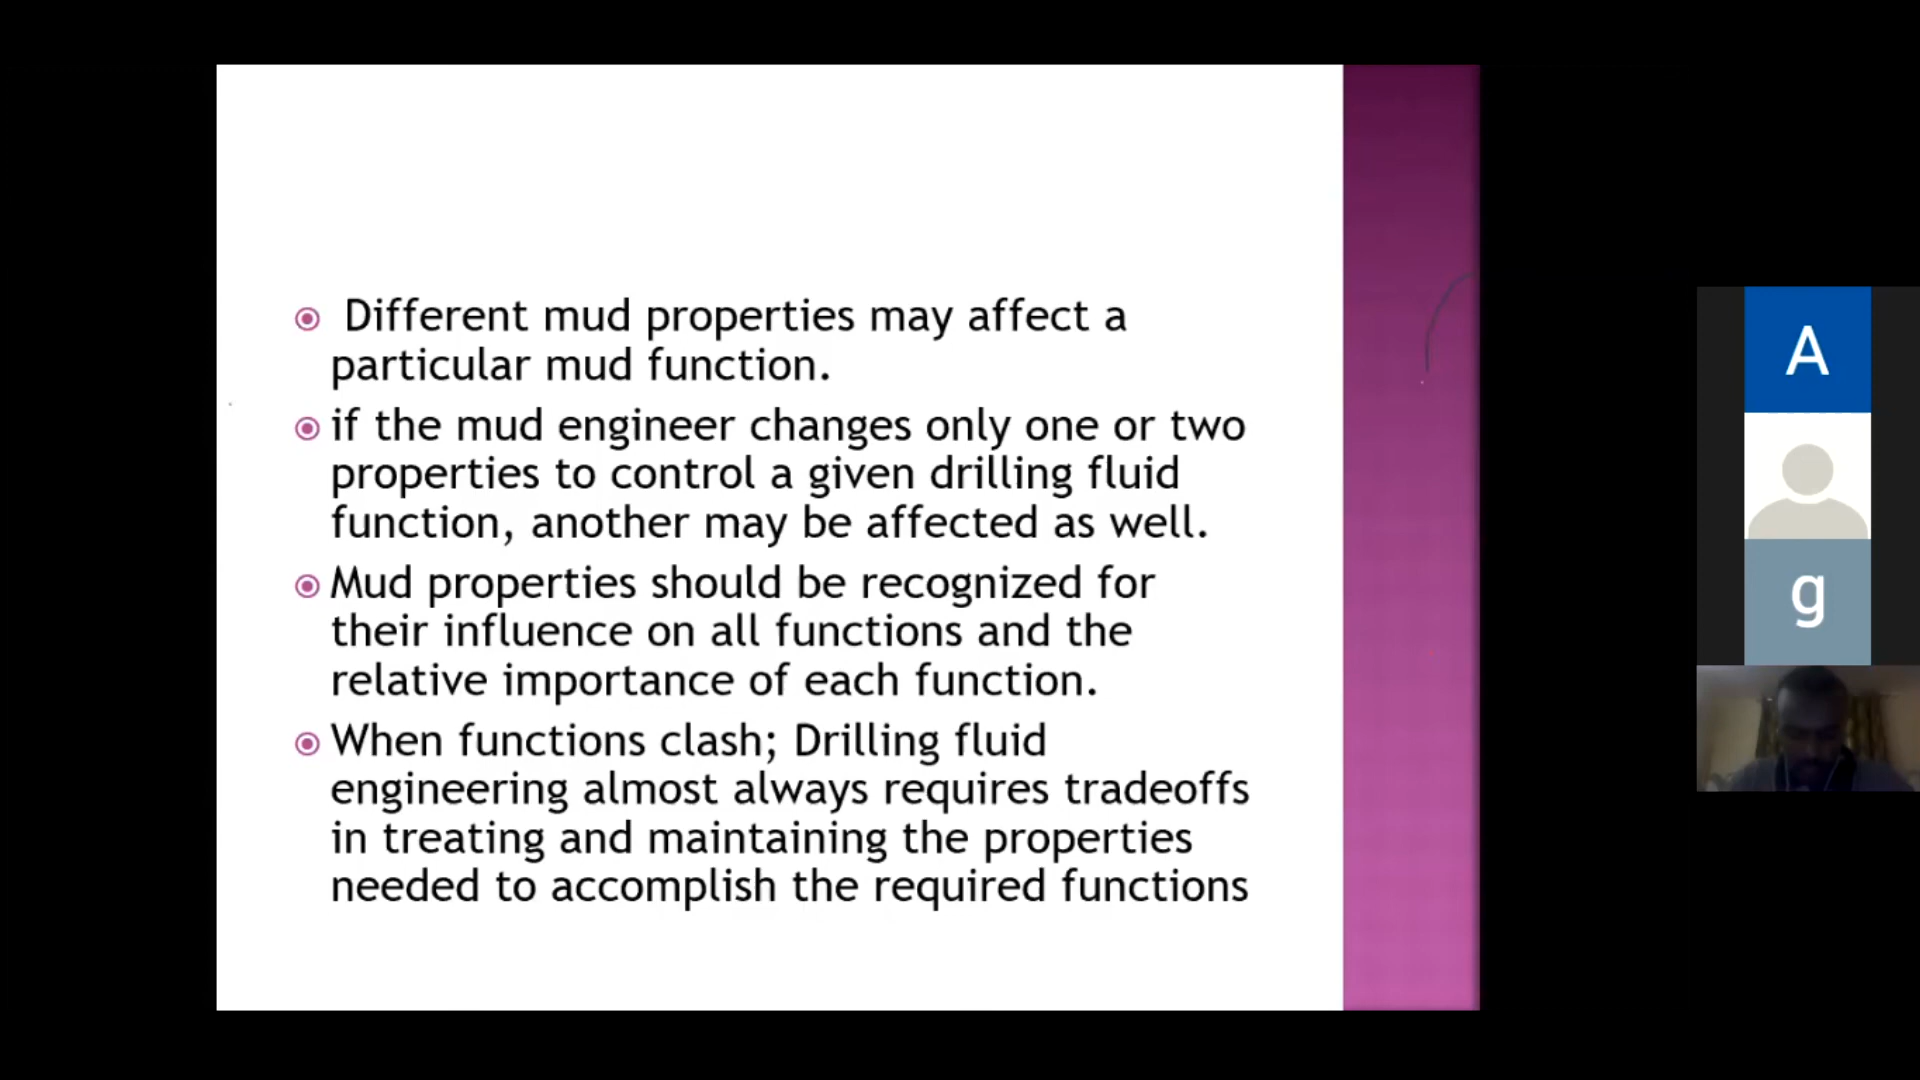 Different mud properties may affect a
particular mud function.
if the mud engineer changes only one or two
properties to control a given drilling fluid
function, another may be affected as well.
Mud properties should be recognized for
their influence on all functions and the
relative importance of each function.
When functions clash; Drilling fluid
engineering almost always requires tradeoffs
in treating and maintaining the properties
needed to accomplish the required functions
A
g